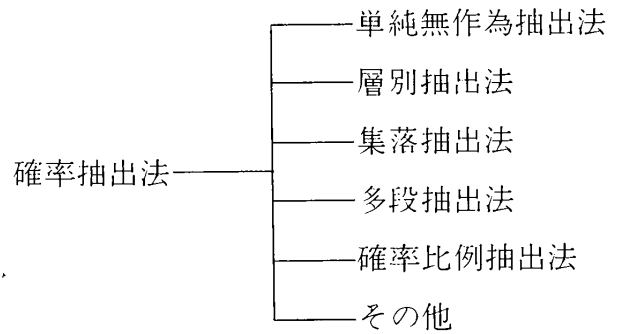 単純無作為抽出法
層別抽出法
集落抽出法
確率抽出法
多段抽出法
確率比例抽出法
その他